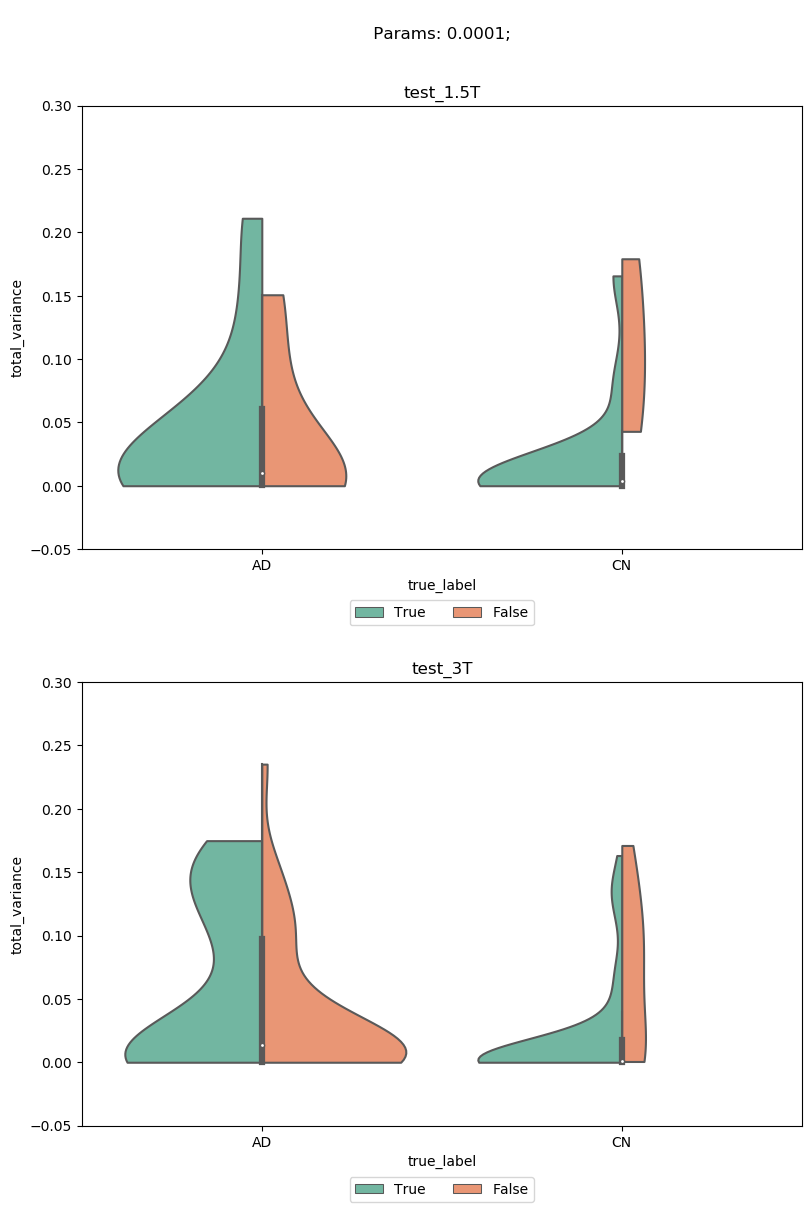 Params: 0.0001;
test_1.5T
0.30
0.25
0.20
0.15
0.10
0.05
0.00
−0.05
total_variance
AD CN
true_label
True False
test_3T
0.30
0.25
0.20
0.15
0.10
0.05
0.00
−0.05
total_variance
AD CN
true_label
True False